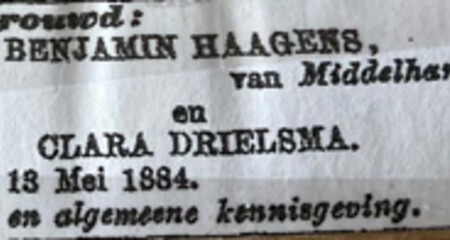 rouwd:
BENJAMIN HAAGENS,
van Middelhar
en
CLARA DRIELSMA.
13 Mei 1884.
en algemeene kennisgeving.